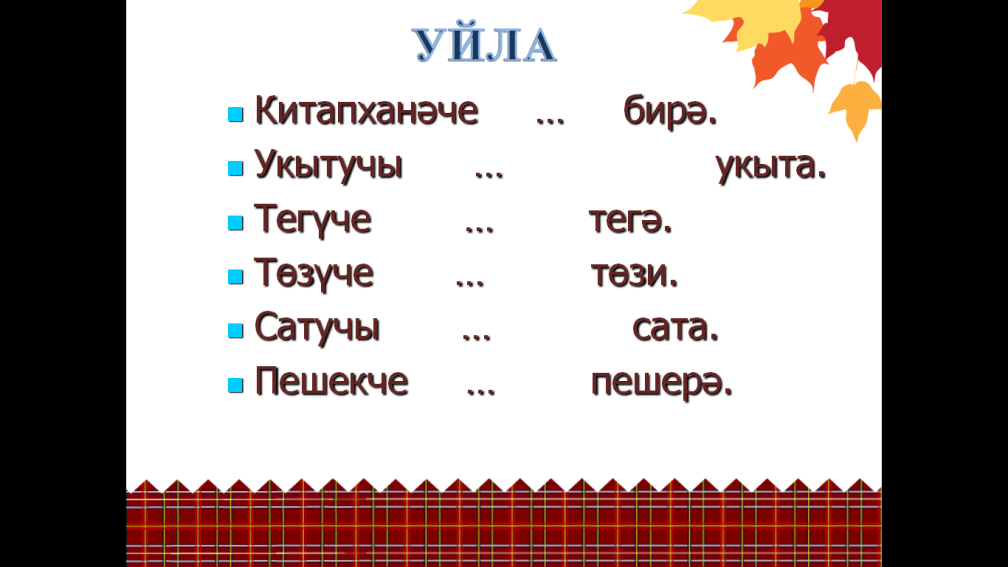 УЙЛА
Китапханәче ... бирә.
Укытучы ... укыта.
Тегүче ... тегә.
Төзүче ... төзи.
Сатучы ... сата.
Пешекче ... пешерә.